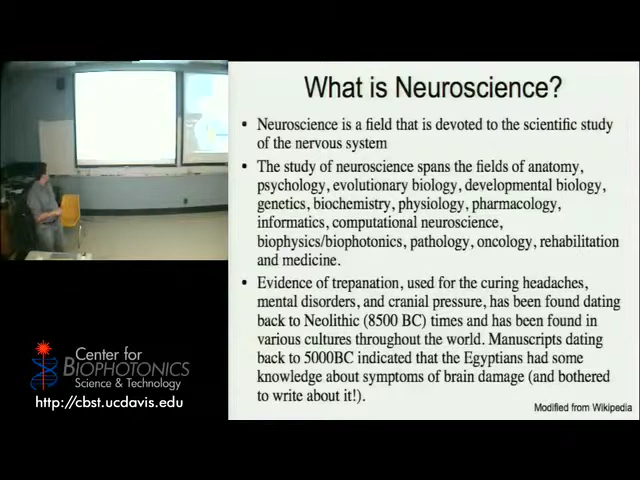 What is Neuroscience?
• Neuroscience is a field that is devoted to the scientific study
of the nervous system
• The study of neuroscience spans the fields of anatomy,
psychology, evolutionary biology, developmental biology,
genetics, biochemistry, physiology, pharmacology,
informatics, computational neuroscience,
biophysics/biophotonics, pathology, oncology, rehabilitation
and medicine.
• Evidence of trepanation, used for the curing headaches,
mental disorders, and cranial pressure, has been found dating
back to Neolithic (8500 BC) times and has been found in
various cultures throughout the world. Manuscripts dating
back to 5000BC indicated that the Egyptians had some
knowledge about symptoms of brain damage (and bothered
to write about it!).
Modified from Wikipedia
Center for
BIOPHOTONICS
Science & Technology
http://cbst.ucdavis.edu